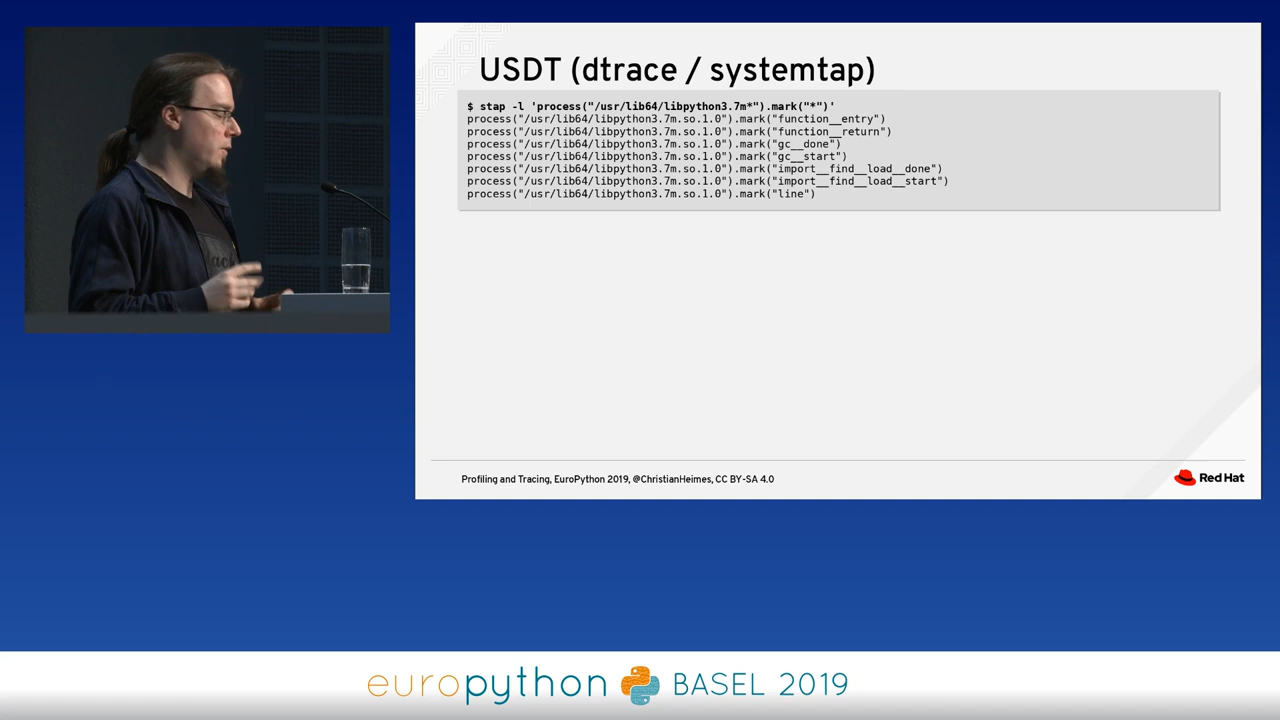 USDT (dtrace / systemtap)
$ stap -l 'process("/usr/lib64/libpython3.7m*").mark("*")'
process("/usr/lib64/libpython3.7m.so.1.0").mark("function__entry")
process("/usr/lib64/libpython3.7m.so.1.0").mark("function__return")
process("/usr/lib64/libpython3.7m.so.1.0").mark("gc__done")
process("/usr/lib64/libpython3.7m.so.1.0").mark("gc__start")
process("/usr/lib64/libpython3.7m.so.1.0").mark("import__find__load__done")
process("/usr/lib64/libpython3.7m.so.1.0").mark("import__find__load__start")
process("/usr/lib64/libpython3.7m.so.1.0").mark("line")
Profiling and Tracing, EuroPython 2019, @ChristianHeimes, CC BY-SA 4.0
Red Hat
europython BASEL 2019